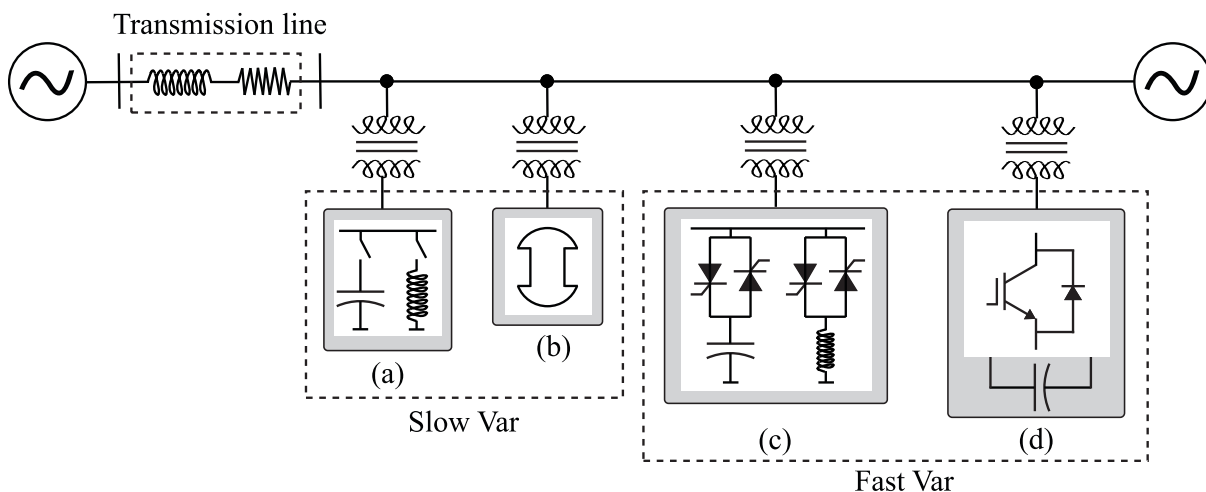 Transmission line
(a)
(b)
Slow Var
(c)
(d)
Fast Var